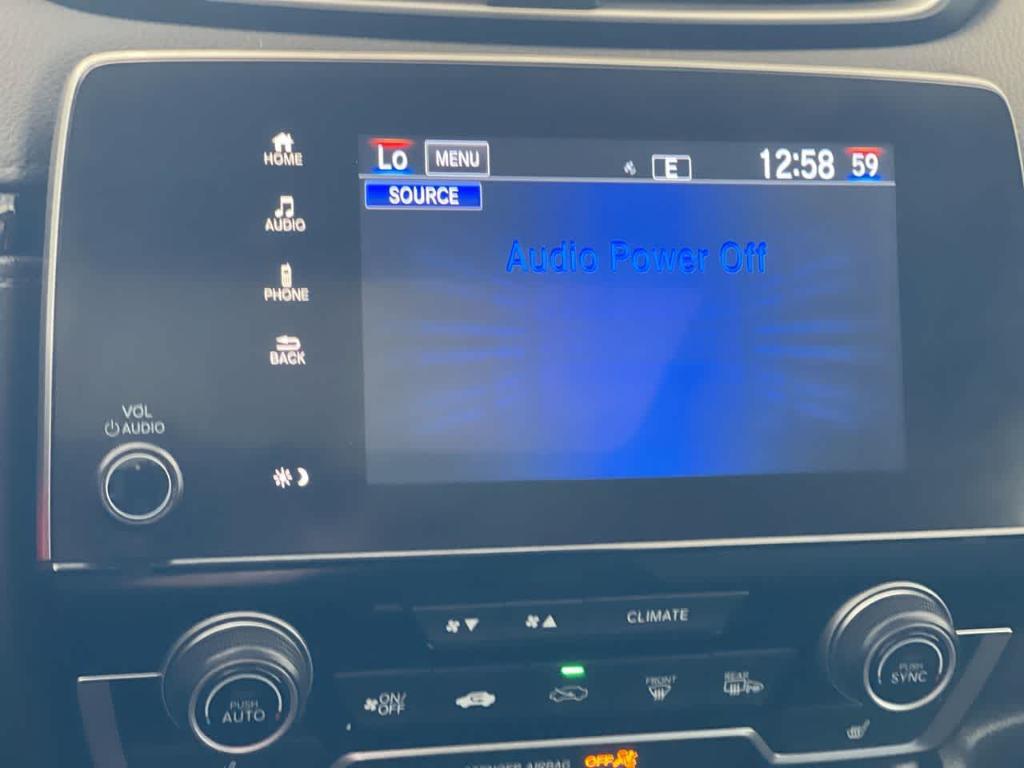 HOME
Lo MENU E 12:58 59
SOURCE
AUDIO
Audio Power Off
PHONE
BACK
VOL
AUDIO
CLIMATE
ON/
OFF
FRONT
REAR
PUSH
AUTO
PUSH
SYNC
AIRBAG OFF